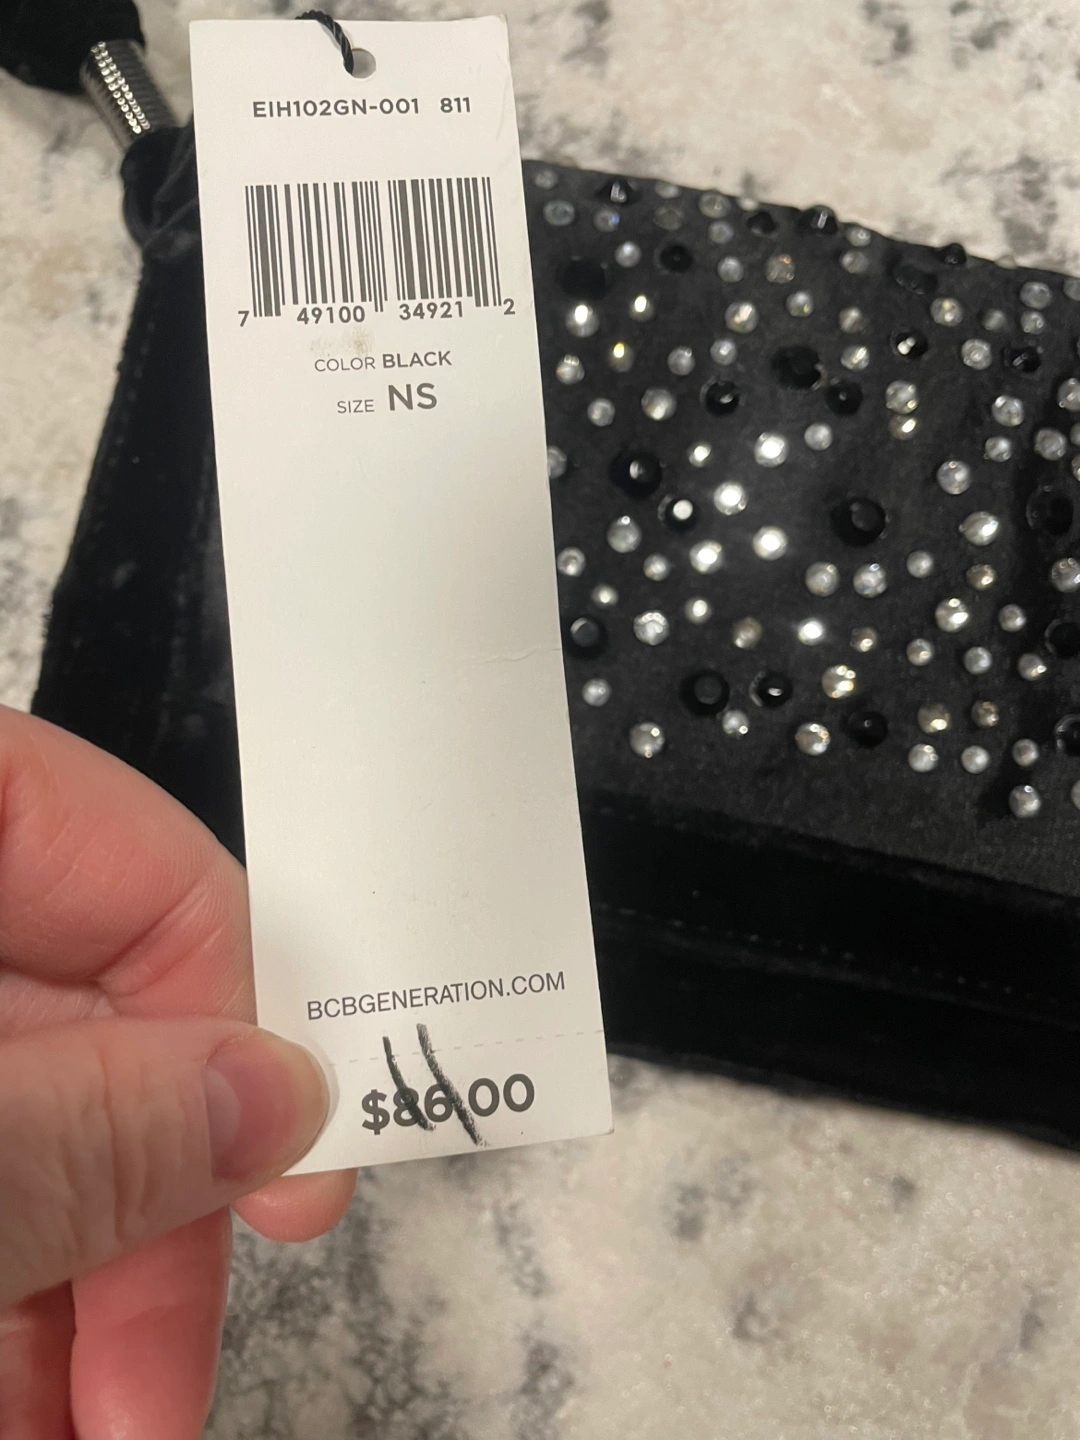 EIH102GN-001 811
7 49100 34921 2
COLOR BLACK
SIZE NS
BCBGENERATION.COM
$86.00